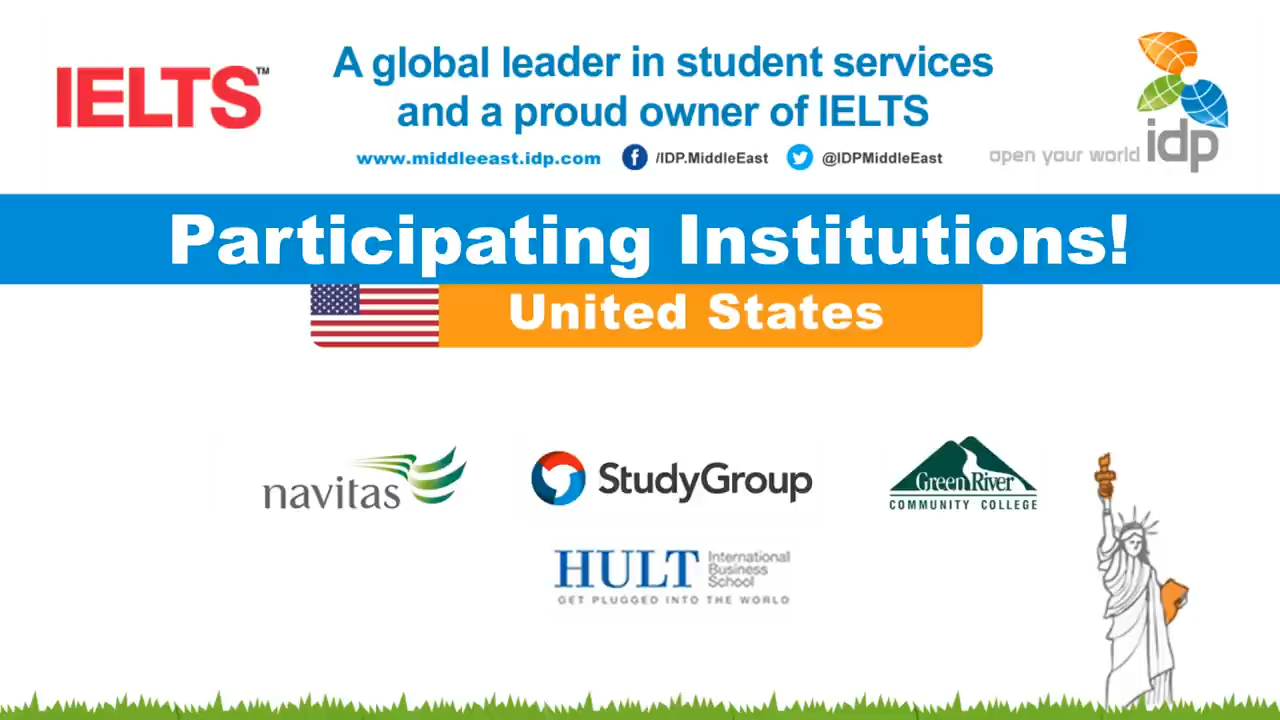 IELTS™
A global leader in student services
and a proud owner of IELTS
www.middleeast.idp.com /IDP.MiddleEast @IDPMiddleEast
open your world idp
Participating Institutions!
United States
navitas
StudyGroup
Green River
COMMUNITY COLLEGE
HULT International
Business
School
GET PLUGGED INTO THE WORLD